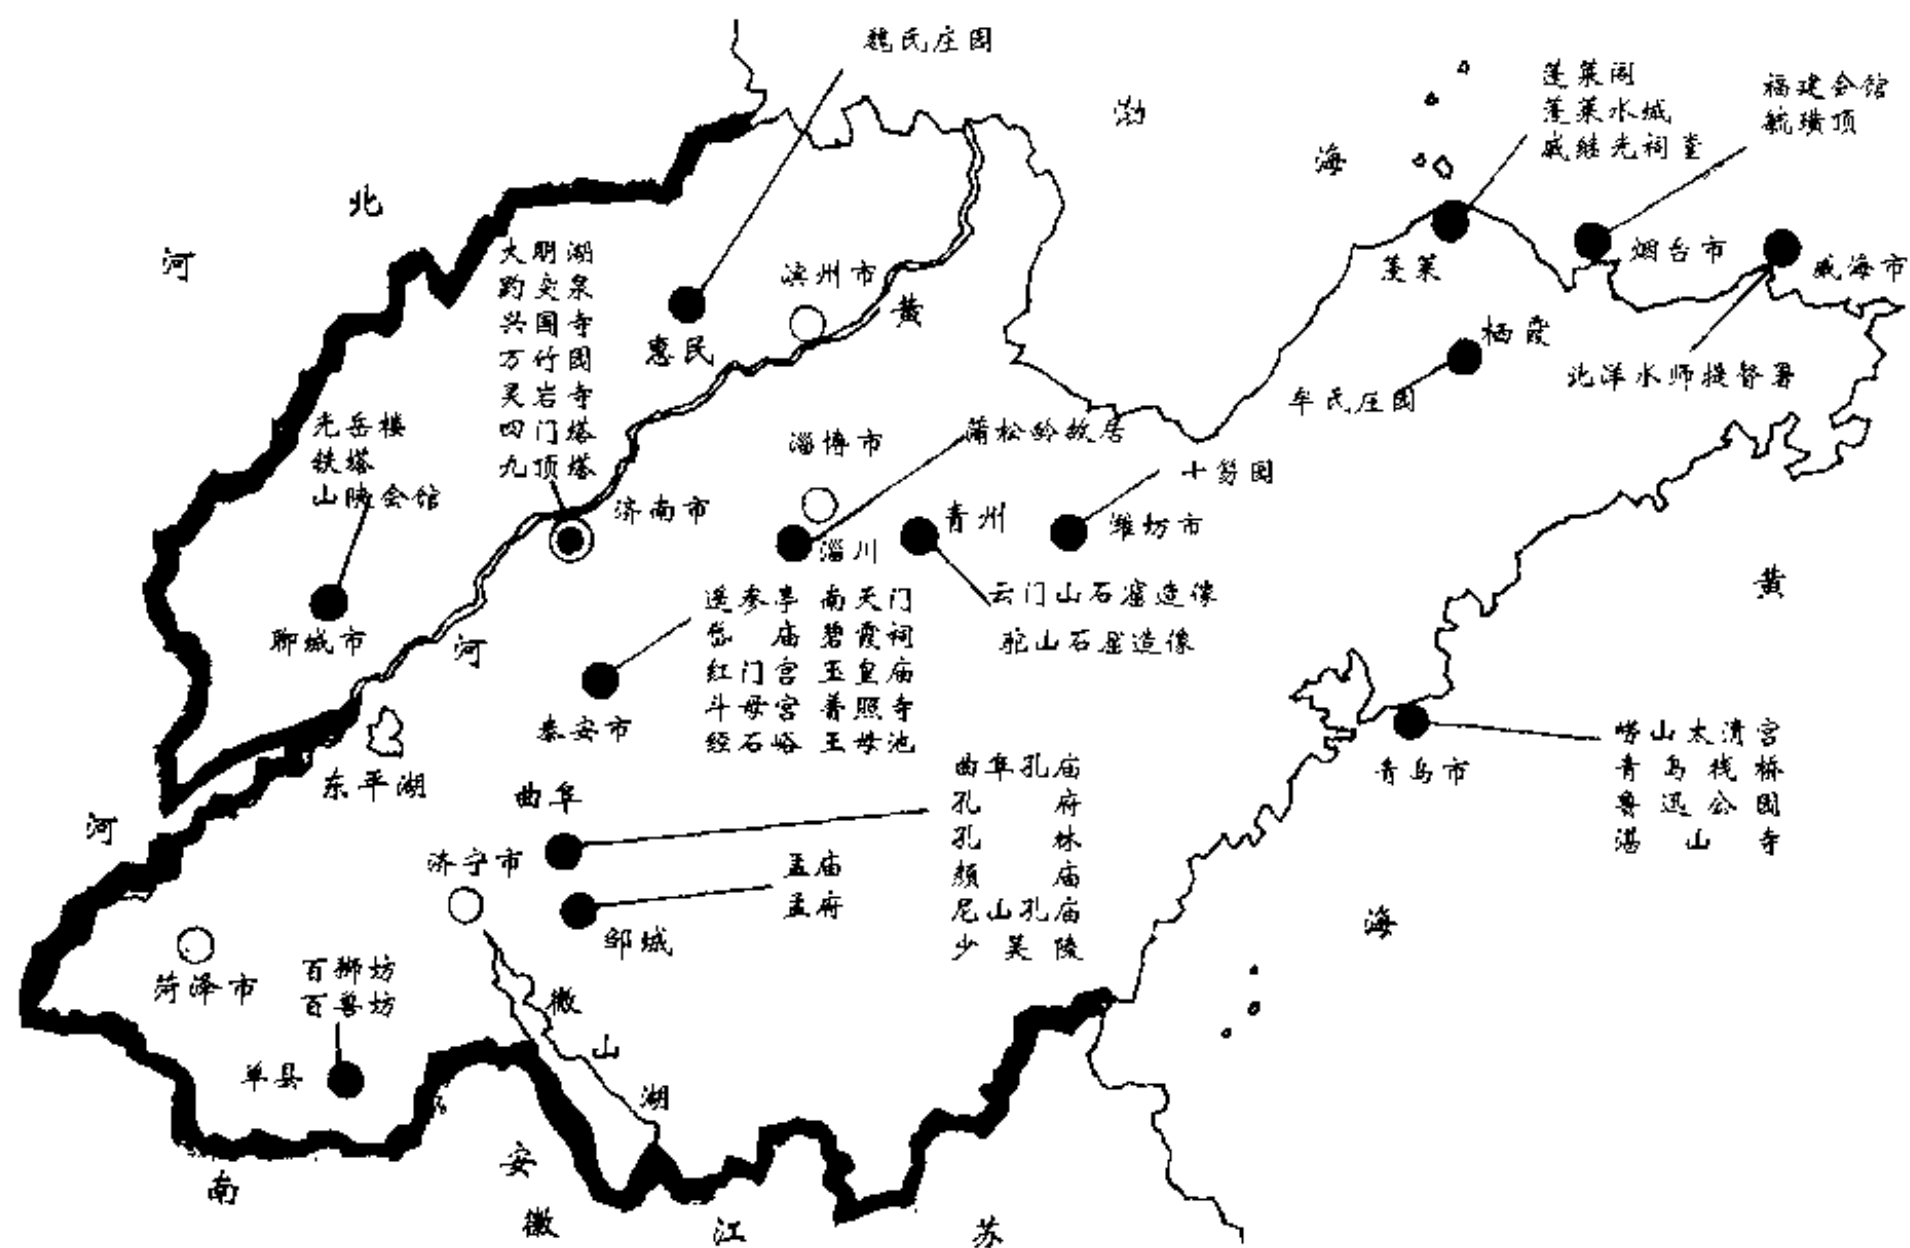 魏氏庄园
渤
海
蓬莱阁
蓬莱水城
戚继光祠堂
福建会馆
毓璜顶
河
北
大明湖
趵突泉
兴国寺
万竹园
灵岩寺
四门塔
九顶塔
滨州市
黄
惠民
蓬莱
烟台市
威海市
栖霞
牟氏庄园
北洋水师提督署
光岳楼
铁塔
山陕会馆
淄博市
蒲松龄故居
十笏园
济南市
淄川
青州
潍坊市
聊城市
河
遥参亭 南天门
岱庙 碧霞祠
红门宫 玉皇庙
斗母宫 普照寺
经石峪 王母池
云门山石窟造像
驼山石窟造像
黄
泰安市
东平湖
青岛市
崂山太清宫
青岛栈桥
鲁迅公园
湛山寺
河
曲阜
曲阜孔庙
孔府
孔林
颜庙
尼山孔庙
少昊陵
济宁市
孟庙
孟府
邹城
海
菏泽市
百狮坊
百兽坊
单县
微
山
湖
南
安
徽
江
苏